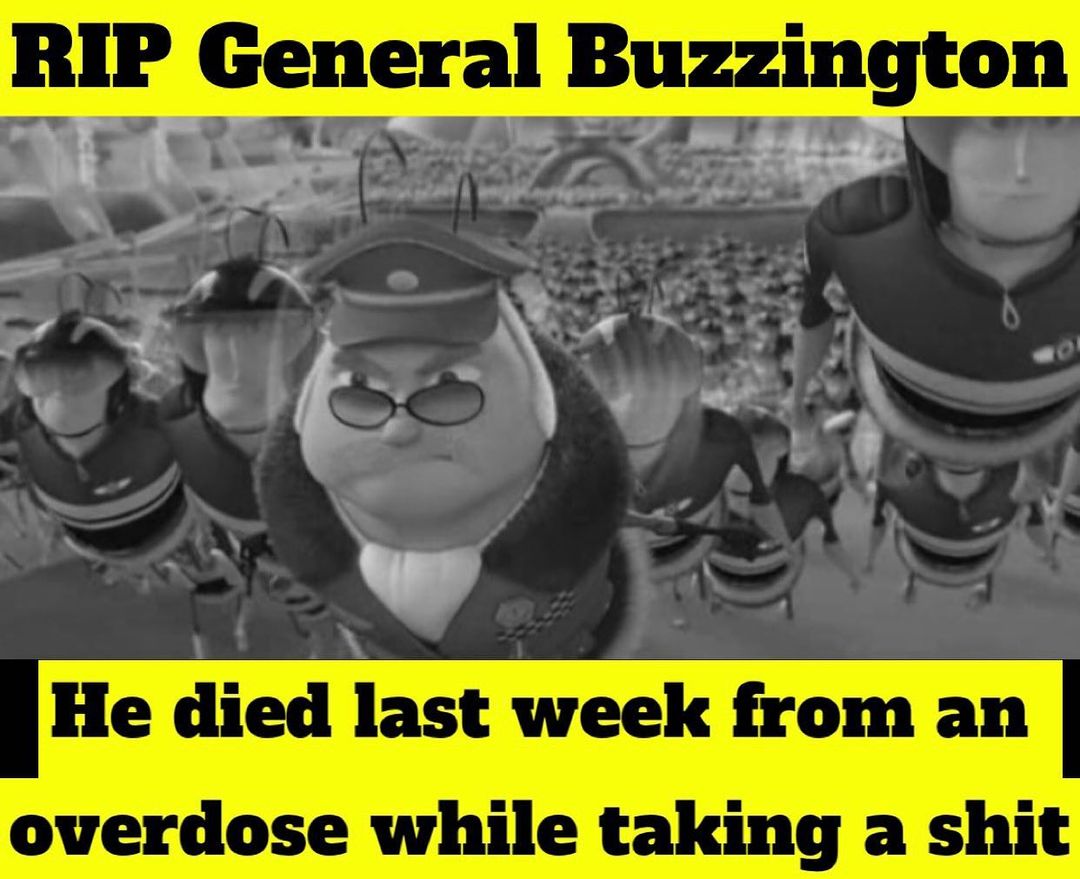 RIP General Buzzington
He died last week from an
overdose while taking a shit